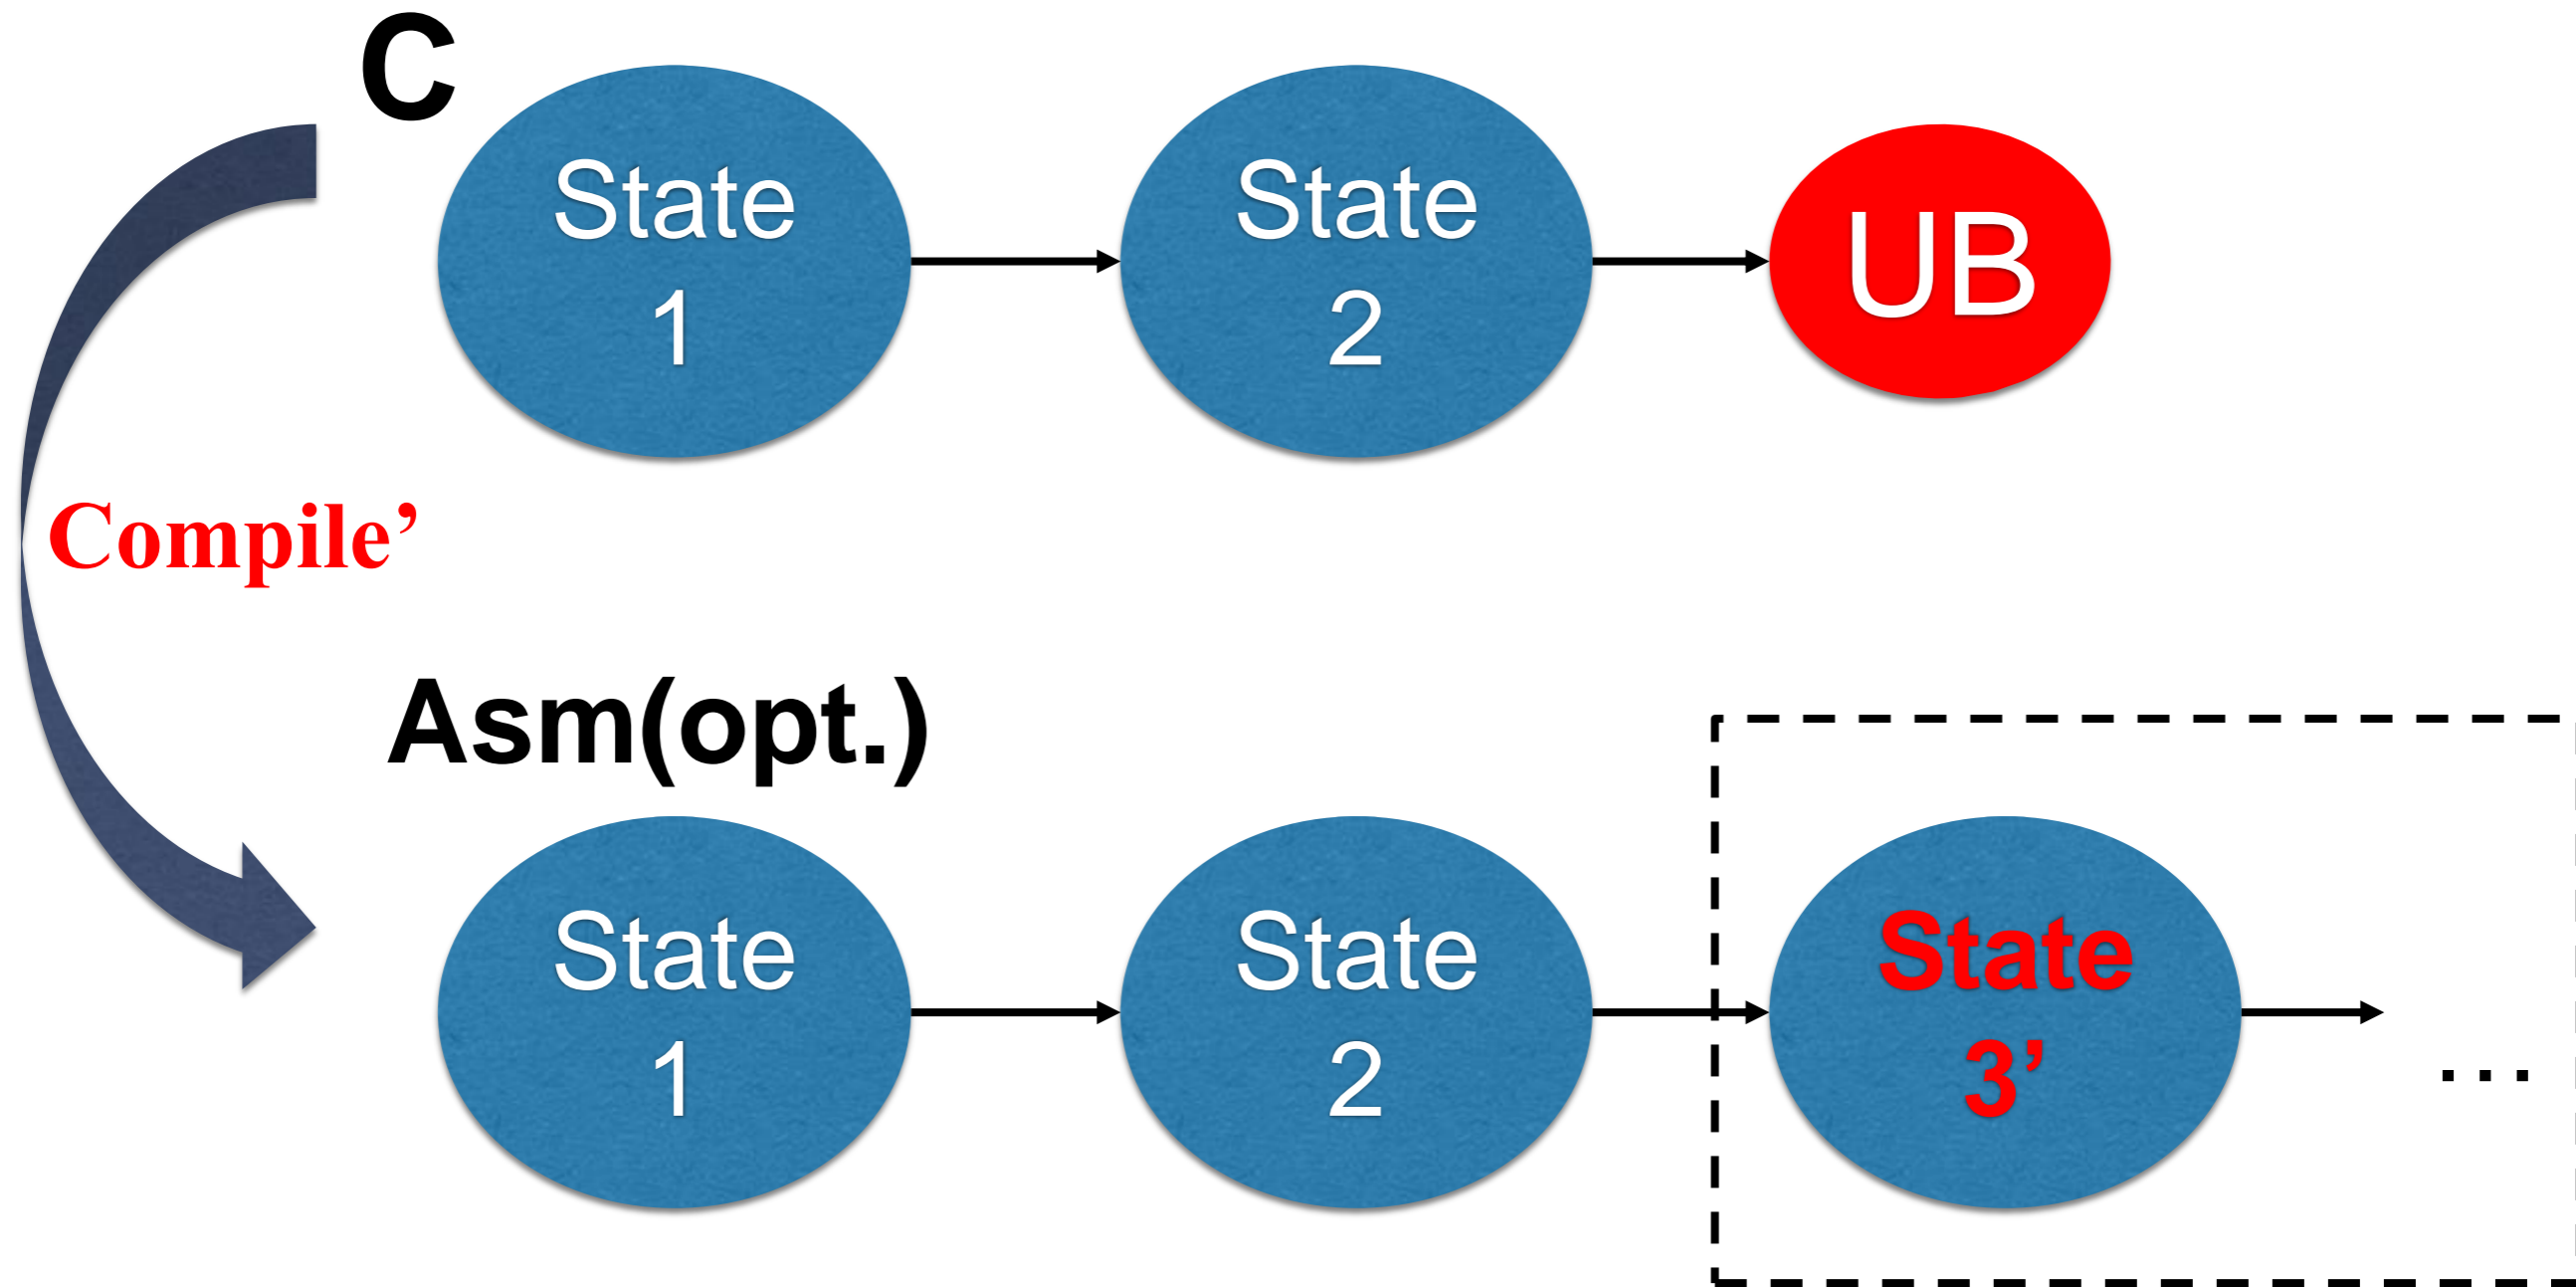 C
State
1
State
2
UB
Compile’
Asm(opt.)
State
1
State
2
State
3’
...